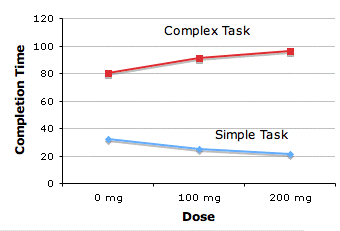 120
Complex Task
100
80
60
40
Simple Task
20
0
0 mg 100 mg 200 mg
Dose
Completion Time